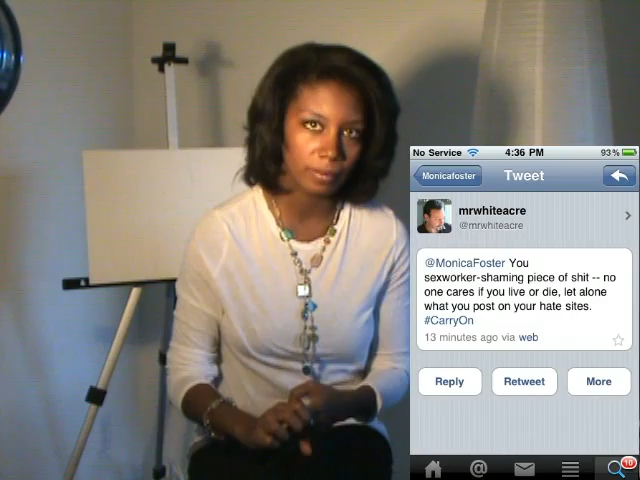 No Service 4:36 PM 93%
Monicafoster Tweet
mrwhiteacre
@mrwhiteacre
@MonicaFoster You
sexworker-shaming piece of shit -- no
one cares if you live or die, let alone
what you post on your hate sites.
#CarryOn
13 minutes ago via web
Reply Retweet More
@ 10